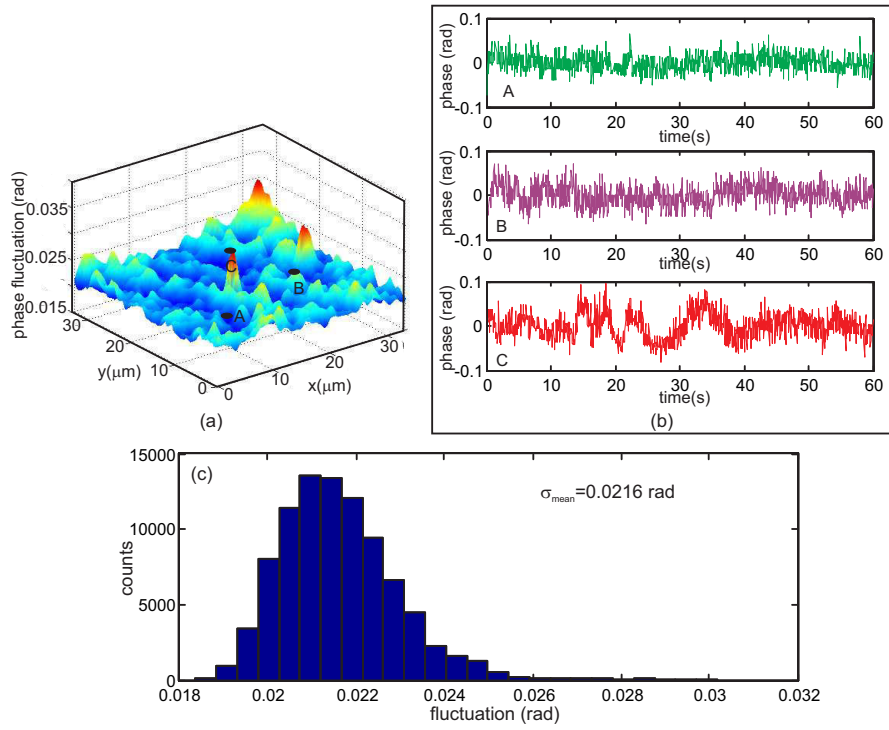 phase fluctuation (rad)
0.035
0.025
0.015
30
20
10
0
y(μm)
0
10
20
30
x(μm)
A
B
C
(a)
0.1
0
-0.1
phase (rad)
A
0 10 20 30 40 50 60
time(s)
0.1
0
-0.1
phase (rad)
B
0 10 20 30 40 50 60
time(s)
0.1
0
-0.1
phase (rad)
C
0 10 20 30 40 50 60
time(s)
(b)
(c)
σmean=0.0216 rad
15000
10000
5000
0
counts
0.018 0.02 0.022 0.024 0.026 0.028 0.03 0.032
fluctuation (rad)